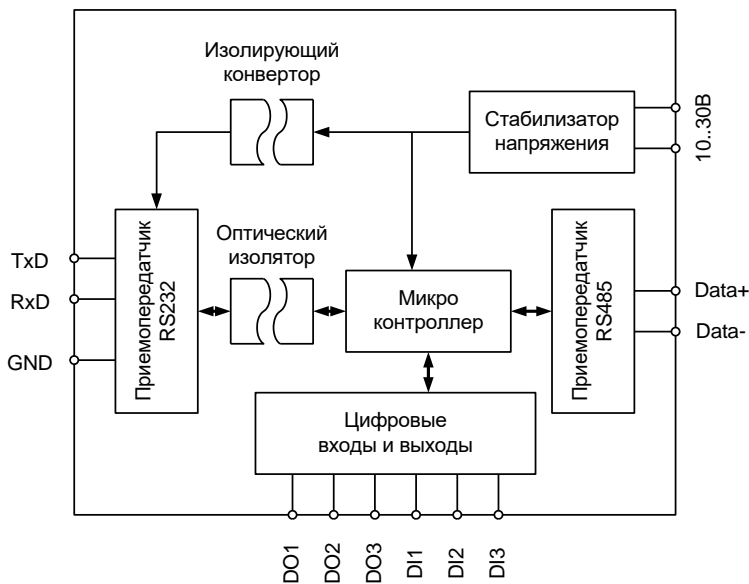 Изолирующий
конвертор
Стабилизатор
напряжения
10..30В
Приемопередатчик
RS232
Оптический
изолятор
Микро
контроллер
Приемопередатчик
RS485
TxD
RxD
GND
Data+
Data-
Цифровые
входы и выходы
DO1
DO2
DO3
DI1
DI2
DI3